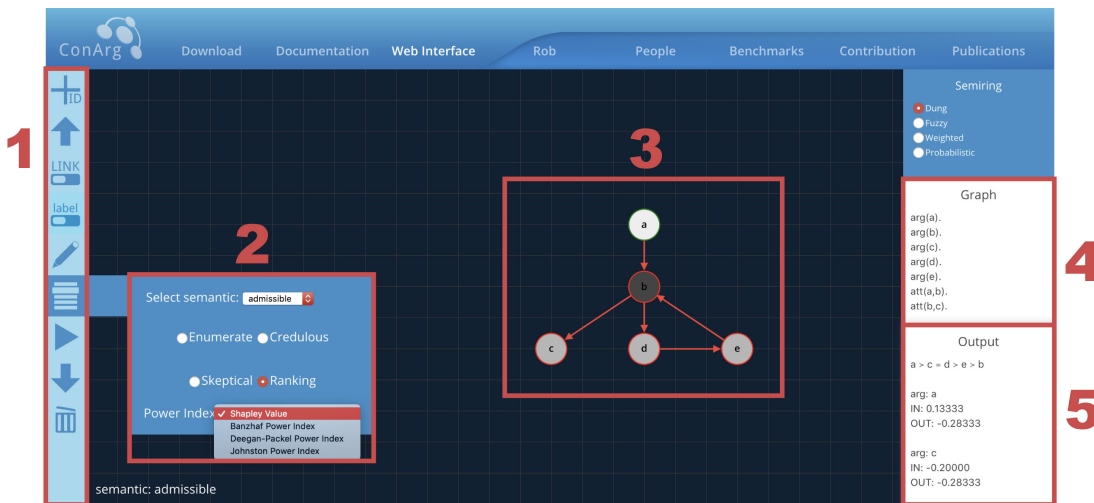 ConArg
Download
Documentation
Web Interface
Rob
People
Benchmarks
Contribution
Publications
1
ID
LINK
label
2
Select semantic: admissible
Enumerate Credulous
Skeptical Ranking
Power Index ✓ Shapley Value
Banzhaf Power Index
Deegan-Packel Power Index
Johnston Power Index
semantic: admissible
3
a
b
c
d
e
Semiring
Dung
Fuzzy
Weighted
Probabilistic
4
Graph
arg(a).
arg(b).
arg(c).
arg(d).
arg(e).
att(a,b).
att(b,c).
5
Output
a > c = d > e > b
arg: a
IN: 0.13333
OUT: -0.28333
arg: c
IN: -0.20000
OUT: -0.28333